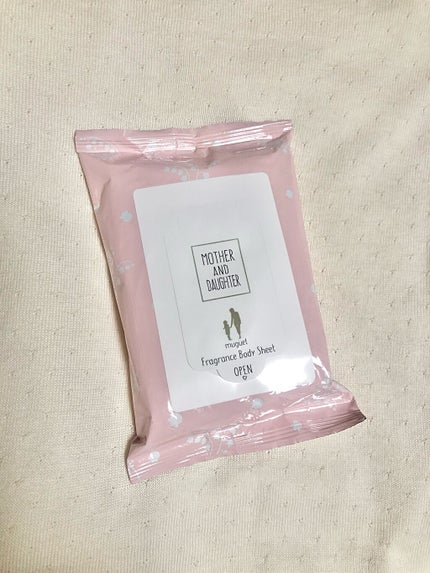 MOTHER
AND
DAUGHTER
muguet
Fragrance Body Sheet
OPEN